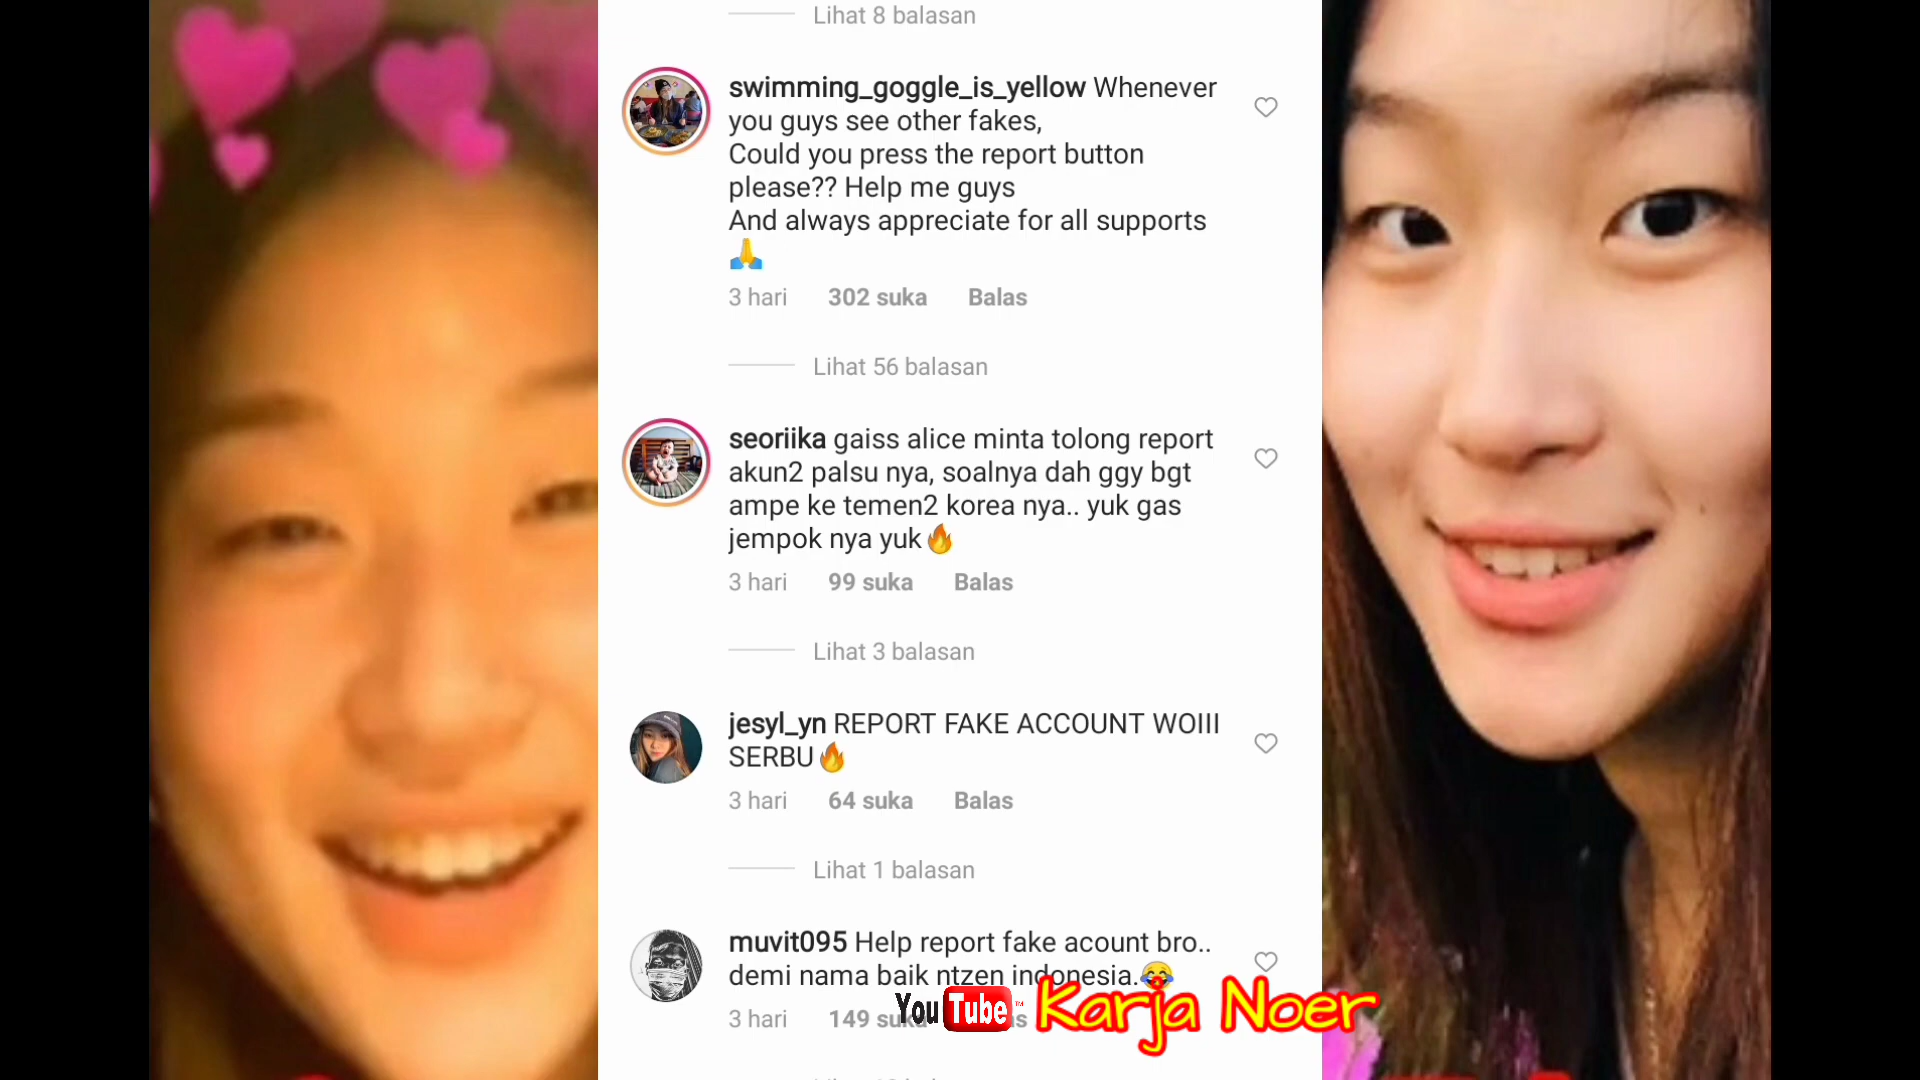 Lihat 8 balasan
swimming_goggle_is_yellow Whenever
you guys see other fakes,
Could you press the report button
please?? Help me guys
And always appreciate for all supports
🙏
3 hari 302 suka Balas
Lihat 56 balasan
seoriika gaiss alice minta tolong report
akun2 palsu nya, soalnya dah ggy bgt
ampe ke temen2 korea nya.. yuk gas
jempok nya yuk🔥
3 hari 99 suka Balas
Lihat 3 balasan
jesyl_yn REPORT FAKE ACCOUNT WOIII
SERBU🔥
3 hari 64 suka Balas
Lihat 1 balasan
muvit095 Help report fake acount bro..
demi nama baik ntzen indonesia.😂
YouTube™ Karja Noer
3 hari 149